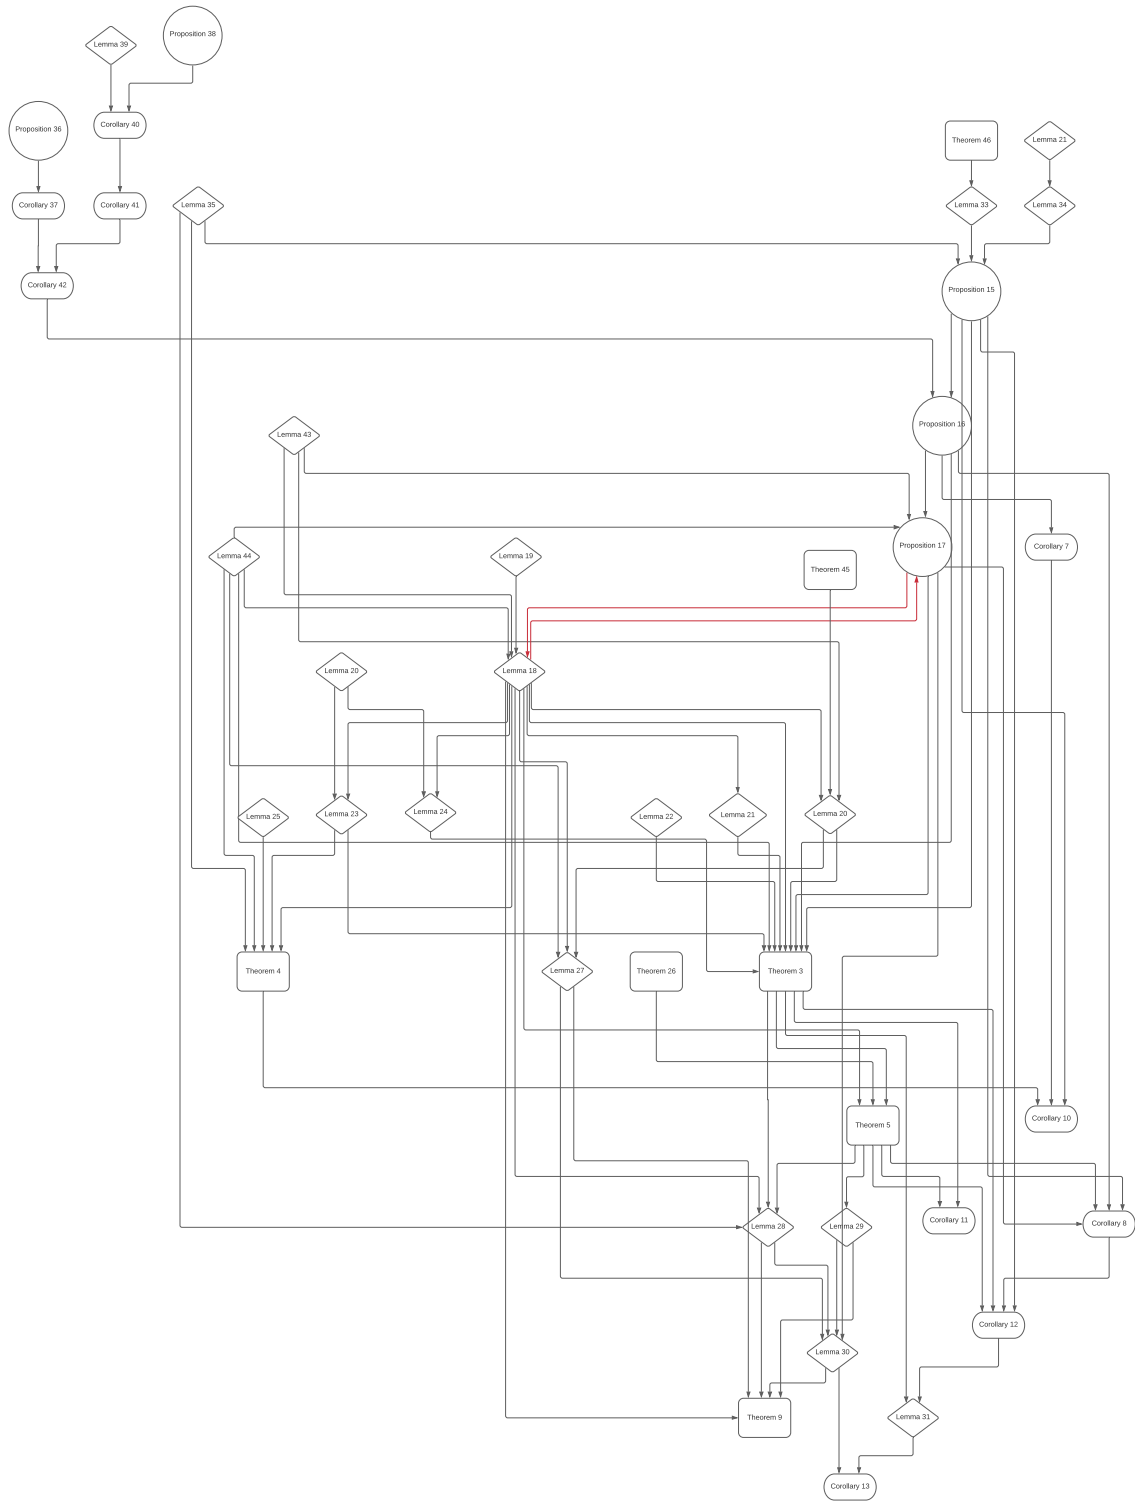 Proposition 38
Lemma 39
Corollary 40
Proposition 36
Theorem 46
Lemma 21
Corollary 37
Corollary 41
Lemma 35
Lemma 33
Lemma 34
Corollary 42
Proposition 15
Proposition 16
Lemma 43
Proposition 17
Corollary 7
Lemma 44
Lemma 19
Theorem 45
Lemma 20
Lemma 18
Lemma 25
Lemma 23
Lemma 24
Lemma 22
Lemma 21
Lemma 20
Theorem 4
Lemma 27
Theorem 26
Theorem 3
Theorem 5
Corollary 10
Lemma 28
Lemma 29
Corollary 11
Corollary 8
Corollary 12
Lemma 30
Theorem 9
Lemma 31
Corollary 13